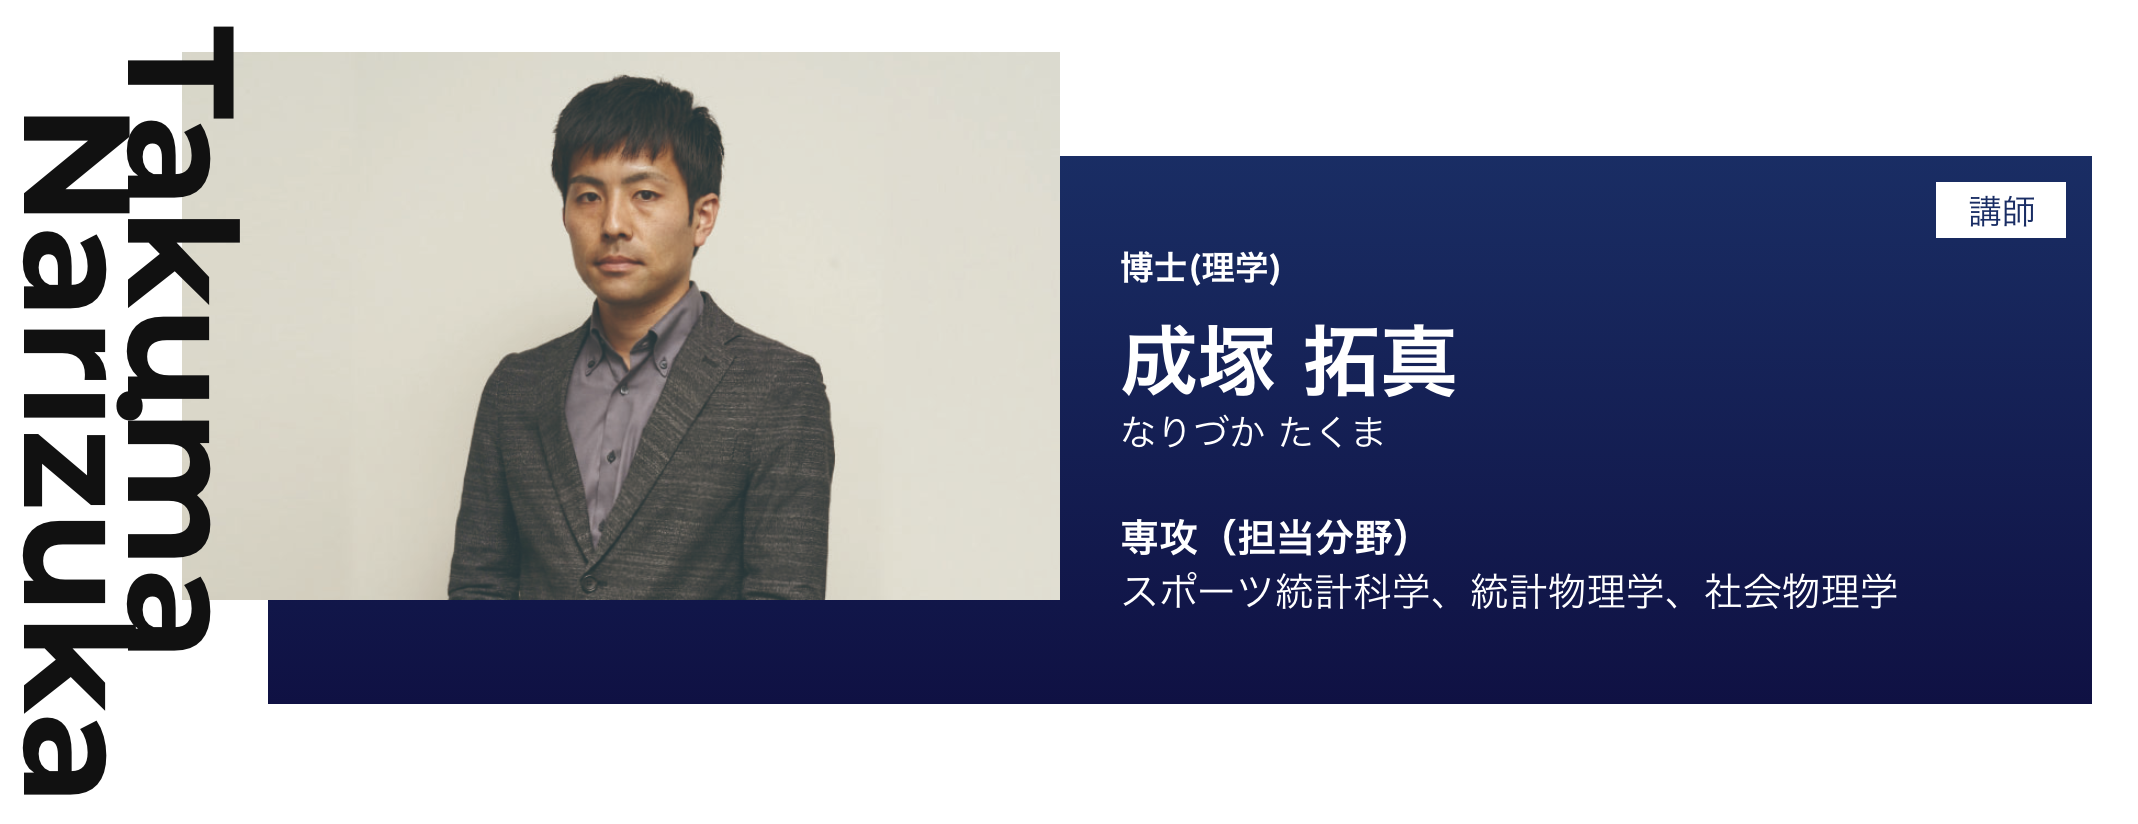 Takuma
Narizuka
講師
博士(理学)
成塚 拓真
なりづか たくま
専攻（担当分野）
スポーツ統計科学、統計物理学、社会物理学